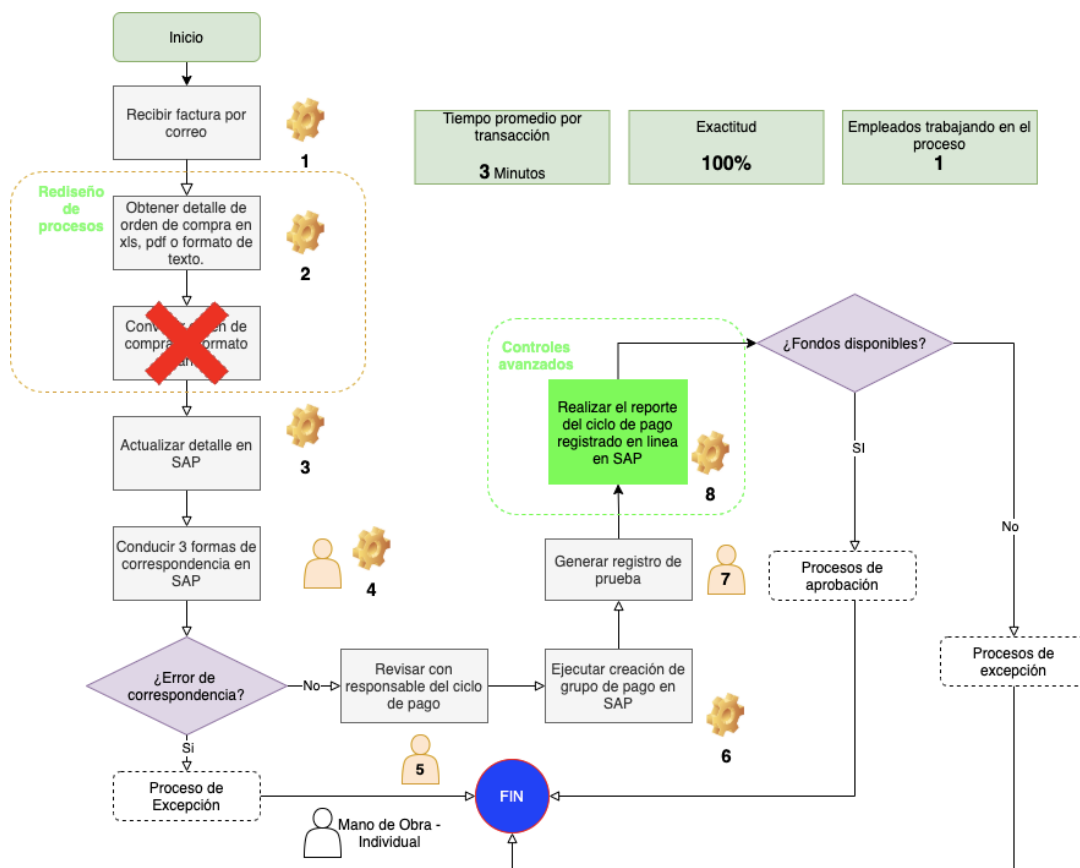 Inicio
Recibir factura por
correo
1
Tiempo promedio por
transacción
3 Minutos
Exactitud
100%
Empleados trabajando en el
proceso
1
Rediseño
de
procesos
Obtener detalle de
orden de compra en
xls, pdf o formato de
texto.
2
de
compra formato
Actualizar detalle en
SAP
3
Conducir 3 formas de
correspondencia en
SAP
4
¿Error de
correspondencia?
No
Si
Revisar con
responsable del ciclo
de pago
5
Ejecutar creación de
grupo de pago en
SAP
6
Generar registro de
prueba
7
Controles
avanzados
Realizar el reporte
del ciclo de pago
registrado en linea
en SAP
8
¿Fondos disponibles?
SI
No
Procesos de
aprobación
Procesos de
excepción
Proceso de
Excepción
Mano de Obra -
Individual
FIN